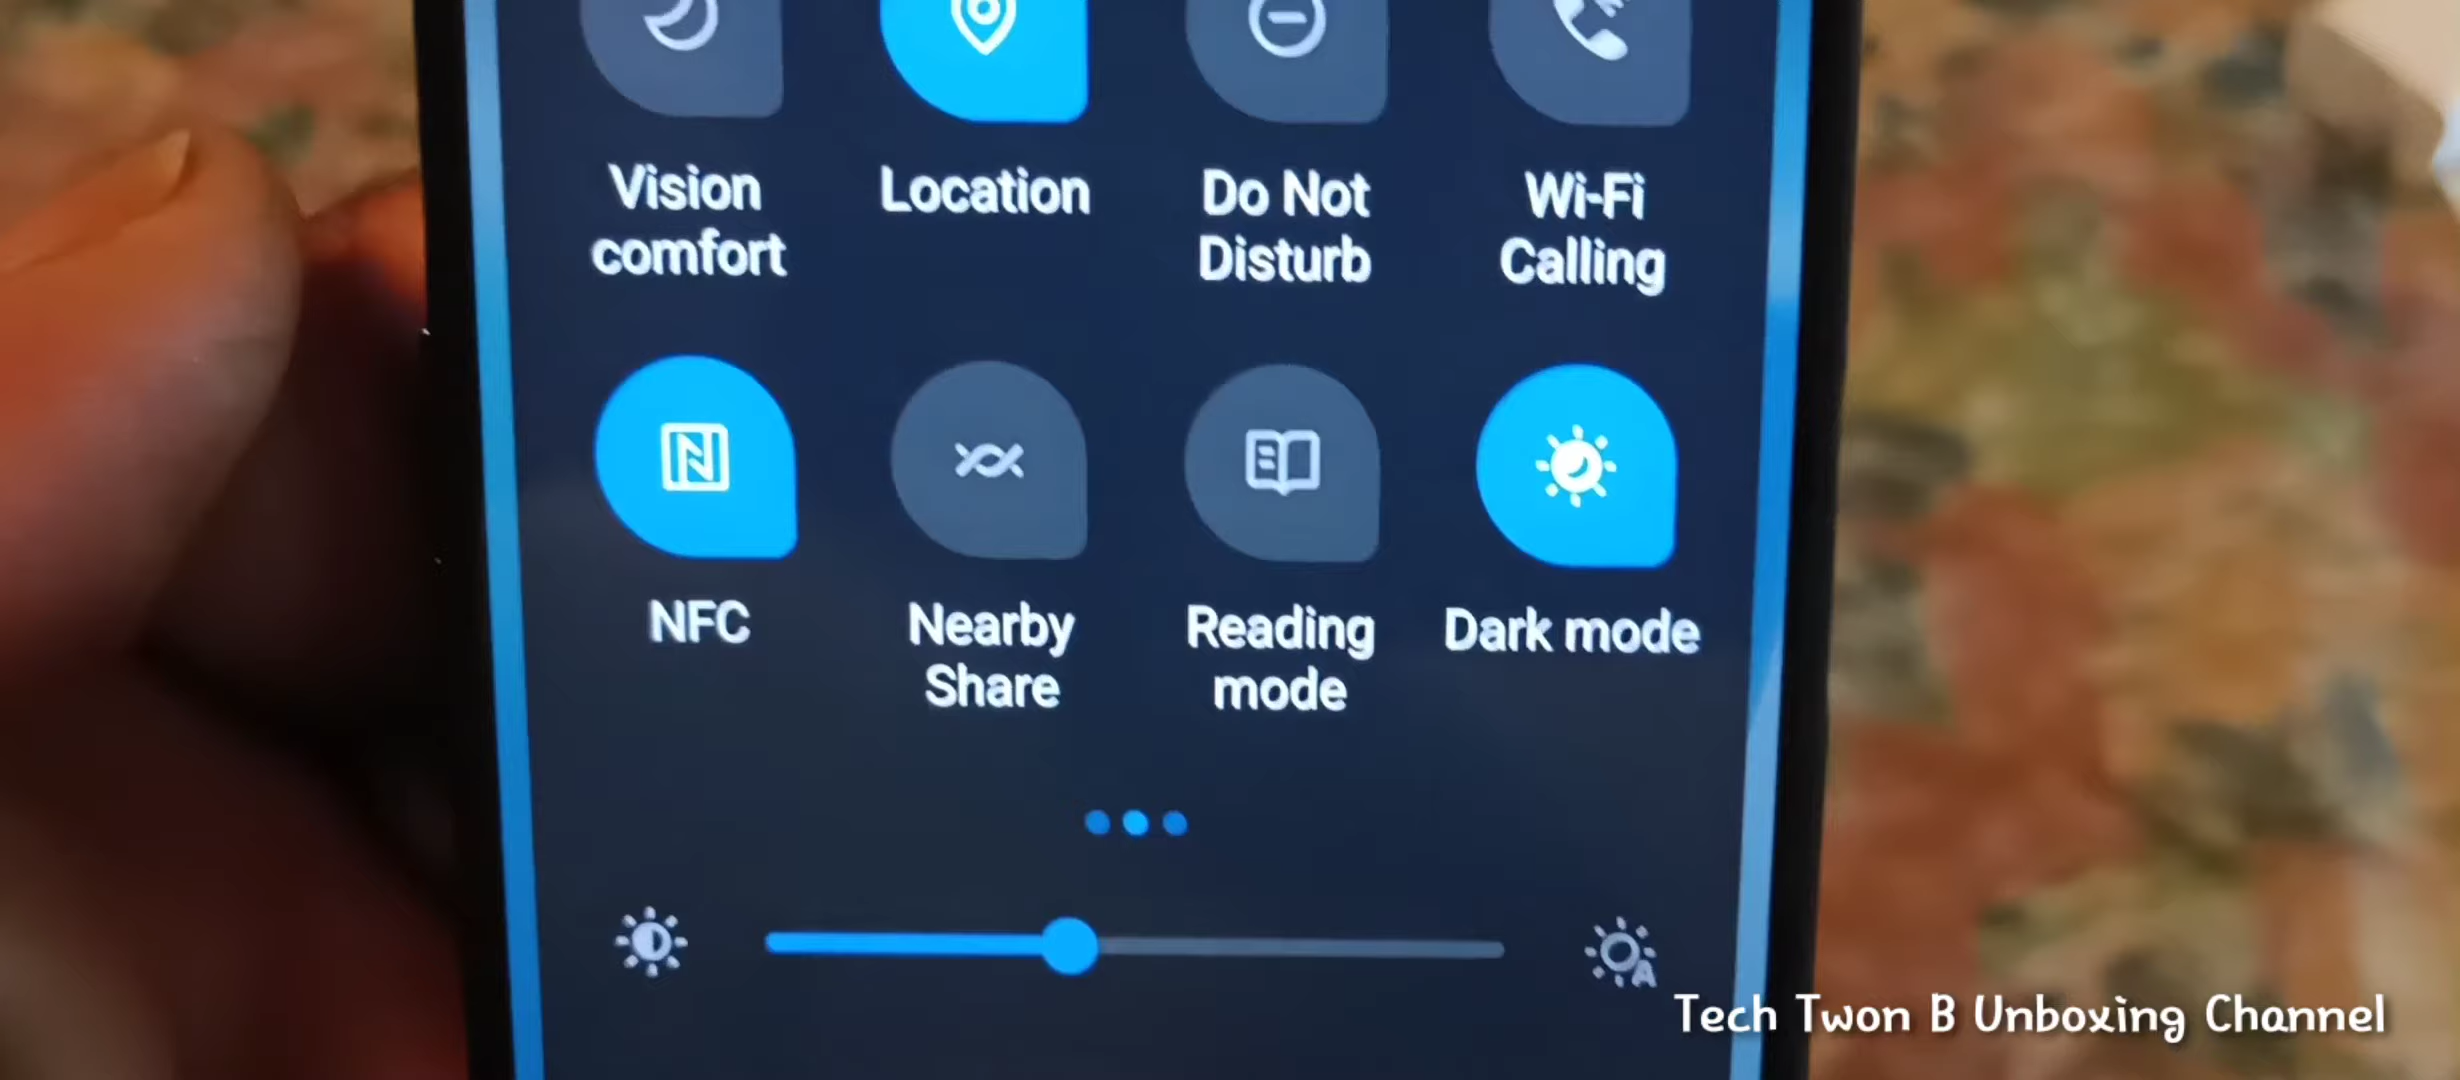 Vision
comfort
Location
Do Not
Disturb
Wi-Fi
Calling
NFC
Nearby
Share
Reading
mode
Dark mode
Tech Twon B Unboxing Channel